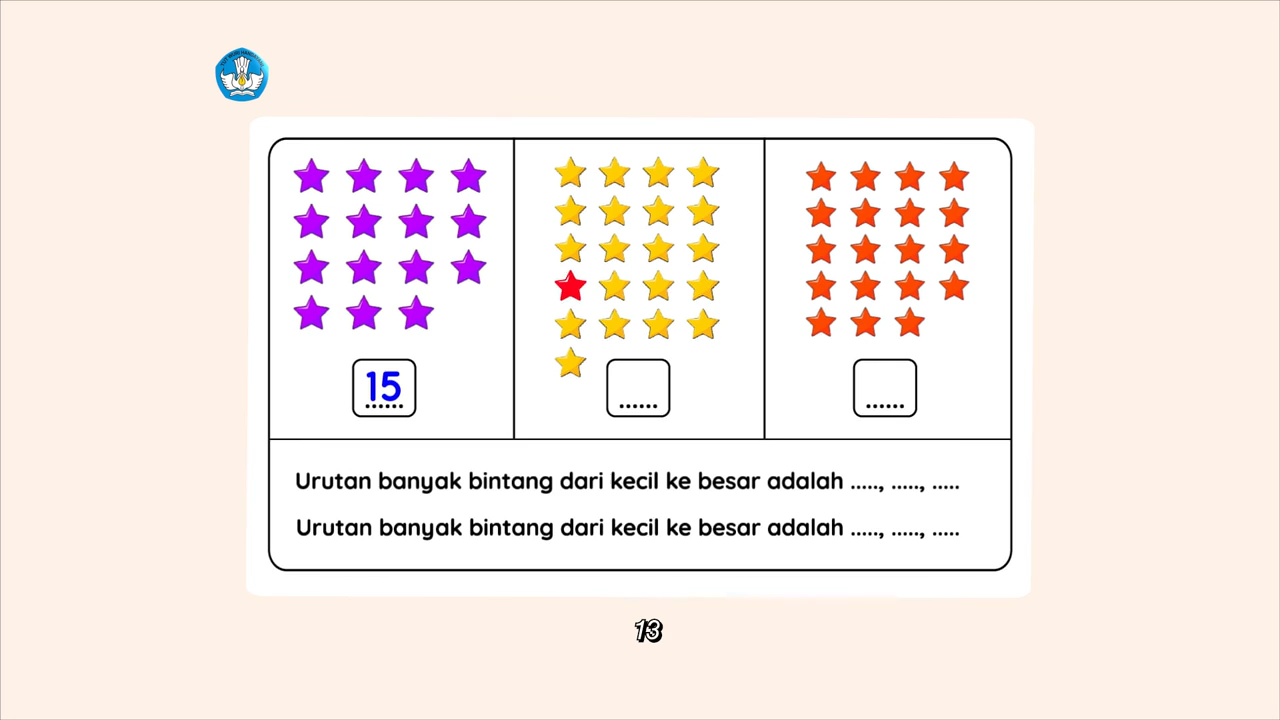 15
......
......
......
Urutan banyak bintang dari kecil ke besar adalah ....., ....., .....
Urutan banyak bintang dari kecil ke besar adalah ....., ....., .....
13